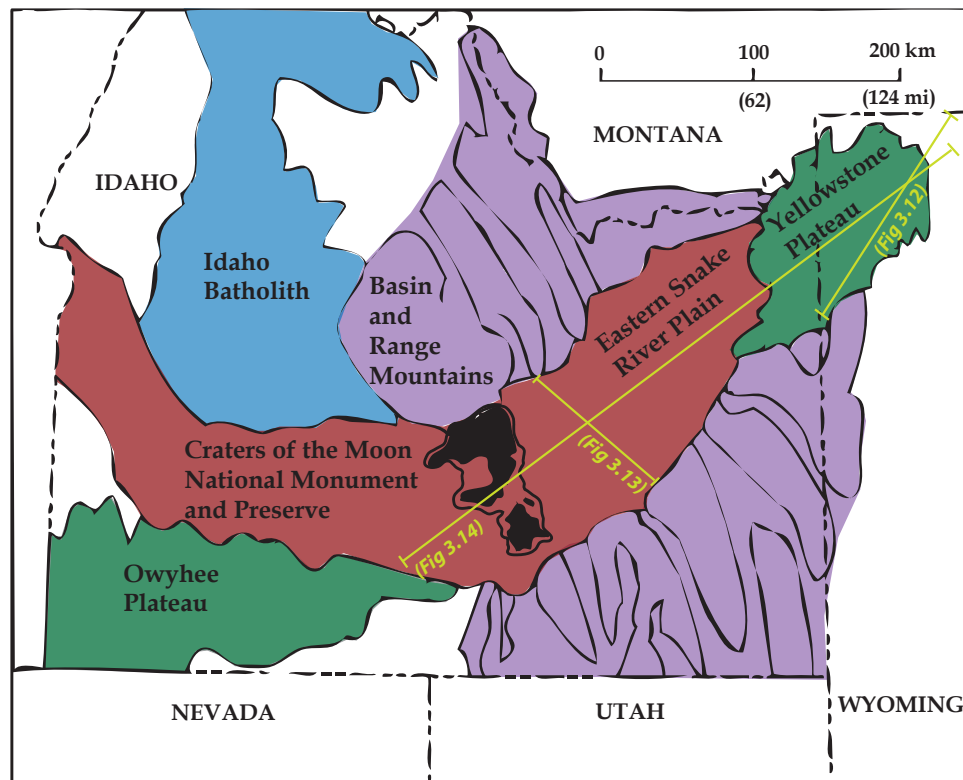 0 100 200 km
(62) (124 mi)
MONTANA
IDAHO
Yellowstone
Plateau
(Fig 3.12)
Idaho
Batholith
Basin
and
Range
Mountains
Eastern Snake
River Plain
Craters of the Moon
National Monument
and Preserve
(Fig 3.13)
(Fig 3.14)
Owyhee
Plateau
NEVADA
UTAH
WYOMING